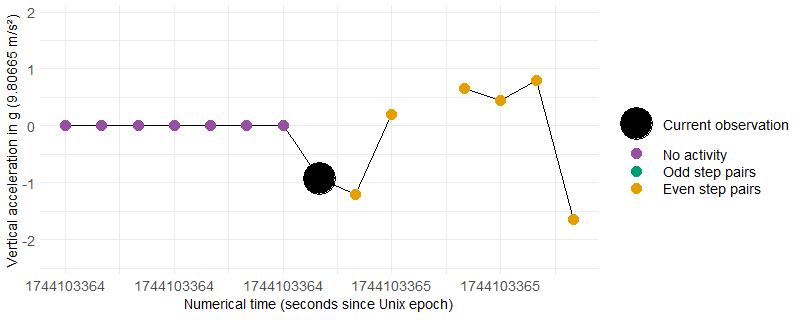 Vertical acceleration in g (9.80665 m/s²)
2
1
0
-1
-2
1744103364 1744103364 1744103364 1744103365 1744103365
Numerical time (seconds since Unix epoch)
Current observation
No activity
Odd step pairs
Even step pairs